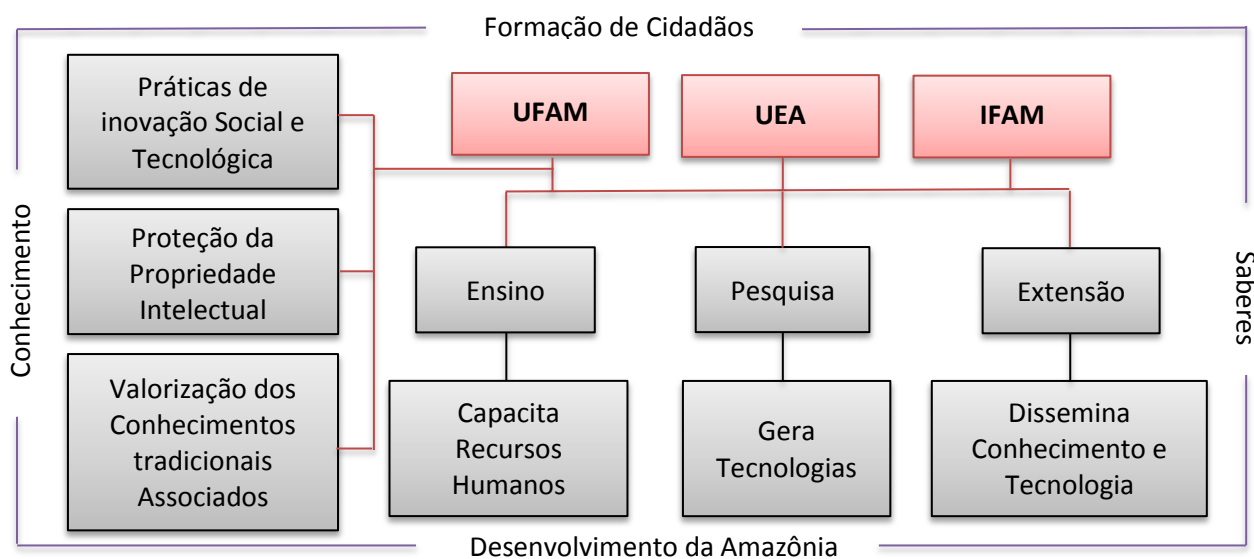 Formação de Cidadãos
Conhecimento
Práticas de
inovação Social e
Tecnológica
Proteção da
Propriedade
Intelectual
Valorização dos
Conhecimentos
tradicionais
Associados
UFAM
UEA
IFAM
Ensino
Pesquisa
Extensão
Capacita
Recursos
Humanos
Gera
Tecnologias
Dissemina
Conhecimento e
Tecnologia
Saberes
Desenvolvimento da Amazônia